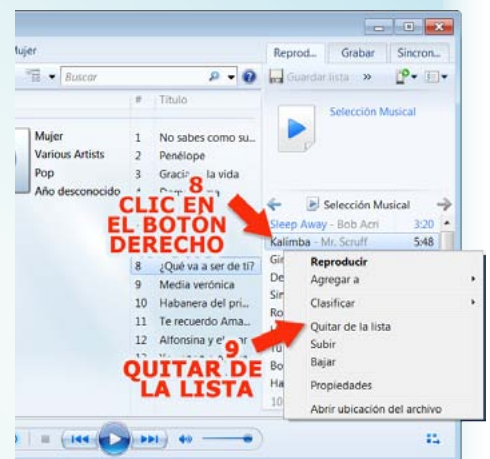 Mujer
Reprod...
Grabar
Sincron...
Buscar
Guardar lista
»
# Título
Selección Musical
Mujer
Various Artists
Pop
Año desconocido
1 No sabes como su...
2 Penélope
3 la vida
8
CLIC EN
EL BOTON
DERECHO
8 ¿Qué va a ser de ti?
9 Media verónica
10 Habanera del pri...
11 Te recuerdo Ama...
12 Alfonsina y el mar
9
QUITAR DE
LA LISTA
Selección Musical
Sleep Away - Bob Acri 3:20
Kalimba - Mr. Scruff 5:48
Reproducir
Agregar a
Clasificar
Quitar de la lista
Subir
Bajar
Propiedades
Abrir ubicación del archivo